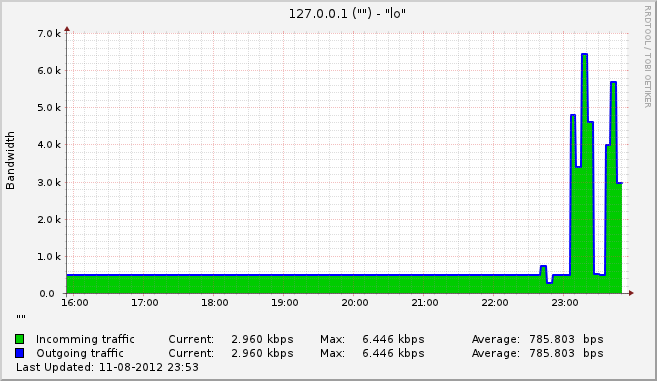 127.0.0.1 ("") - "lo"
RRDTOOL / TOBI OETIKER
Bandwidth
7.0 k
6.0 k
5.0 k
4.0 k
3.0 k
2.0 k
1.0 k
0.0
16:00 17:00 18:00 19:00 20:00 21:00 22:00 23:00
""
Incomming traffic Current: 2.960 kbps Max: 6.446 kbps Average: 785.803 bps
Outgoing traffic Current: 2.960 kbps Max: 6.446 kbps Average: 785.803 bps
Last Updated: 11-08-2012 23:53